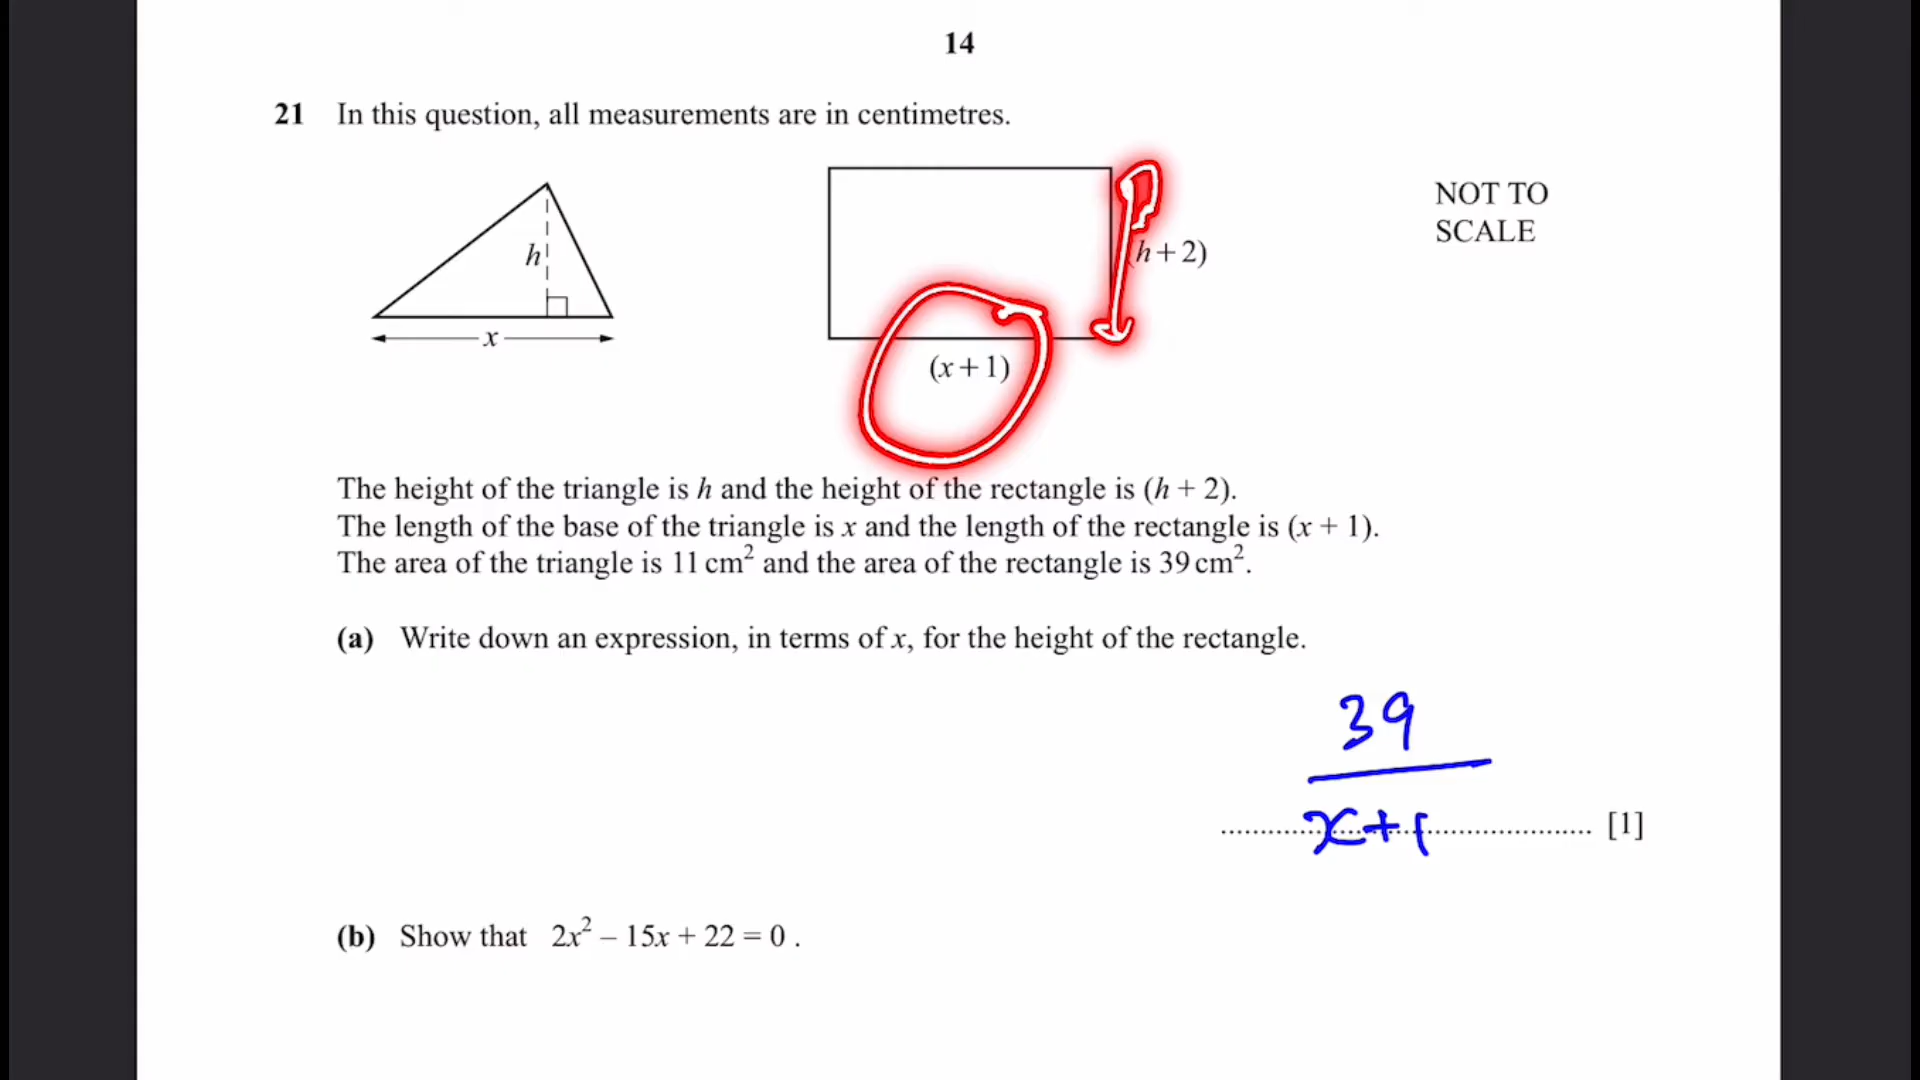 14
21 In this question, all measurements are in centimetres.
NOT TO
SCALE
h
h + 2)
x
(x + 1)
The height of the triangle is h and the height of the rectangle is (h + 2).
The length of the base of the triangle is x and the length of the rectangle is (x + 1).
The area of the triangle is 11 cm² and the area of the rectangle is 39 cm².
(a) Write down an expression, in terms of x, for the height of the rectangle.
39
x+1
.......................................... [1]
(b) Show that 2x² – 15x + 22 = 0 .